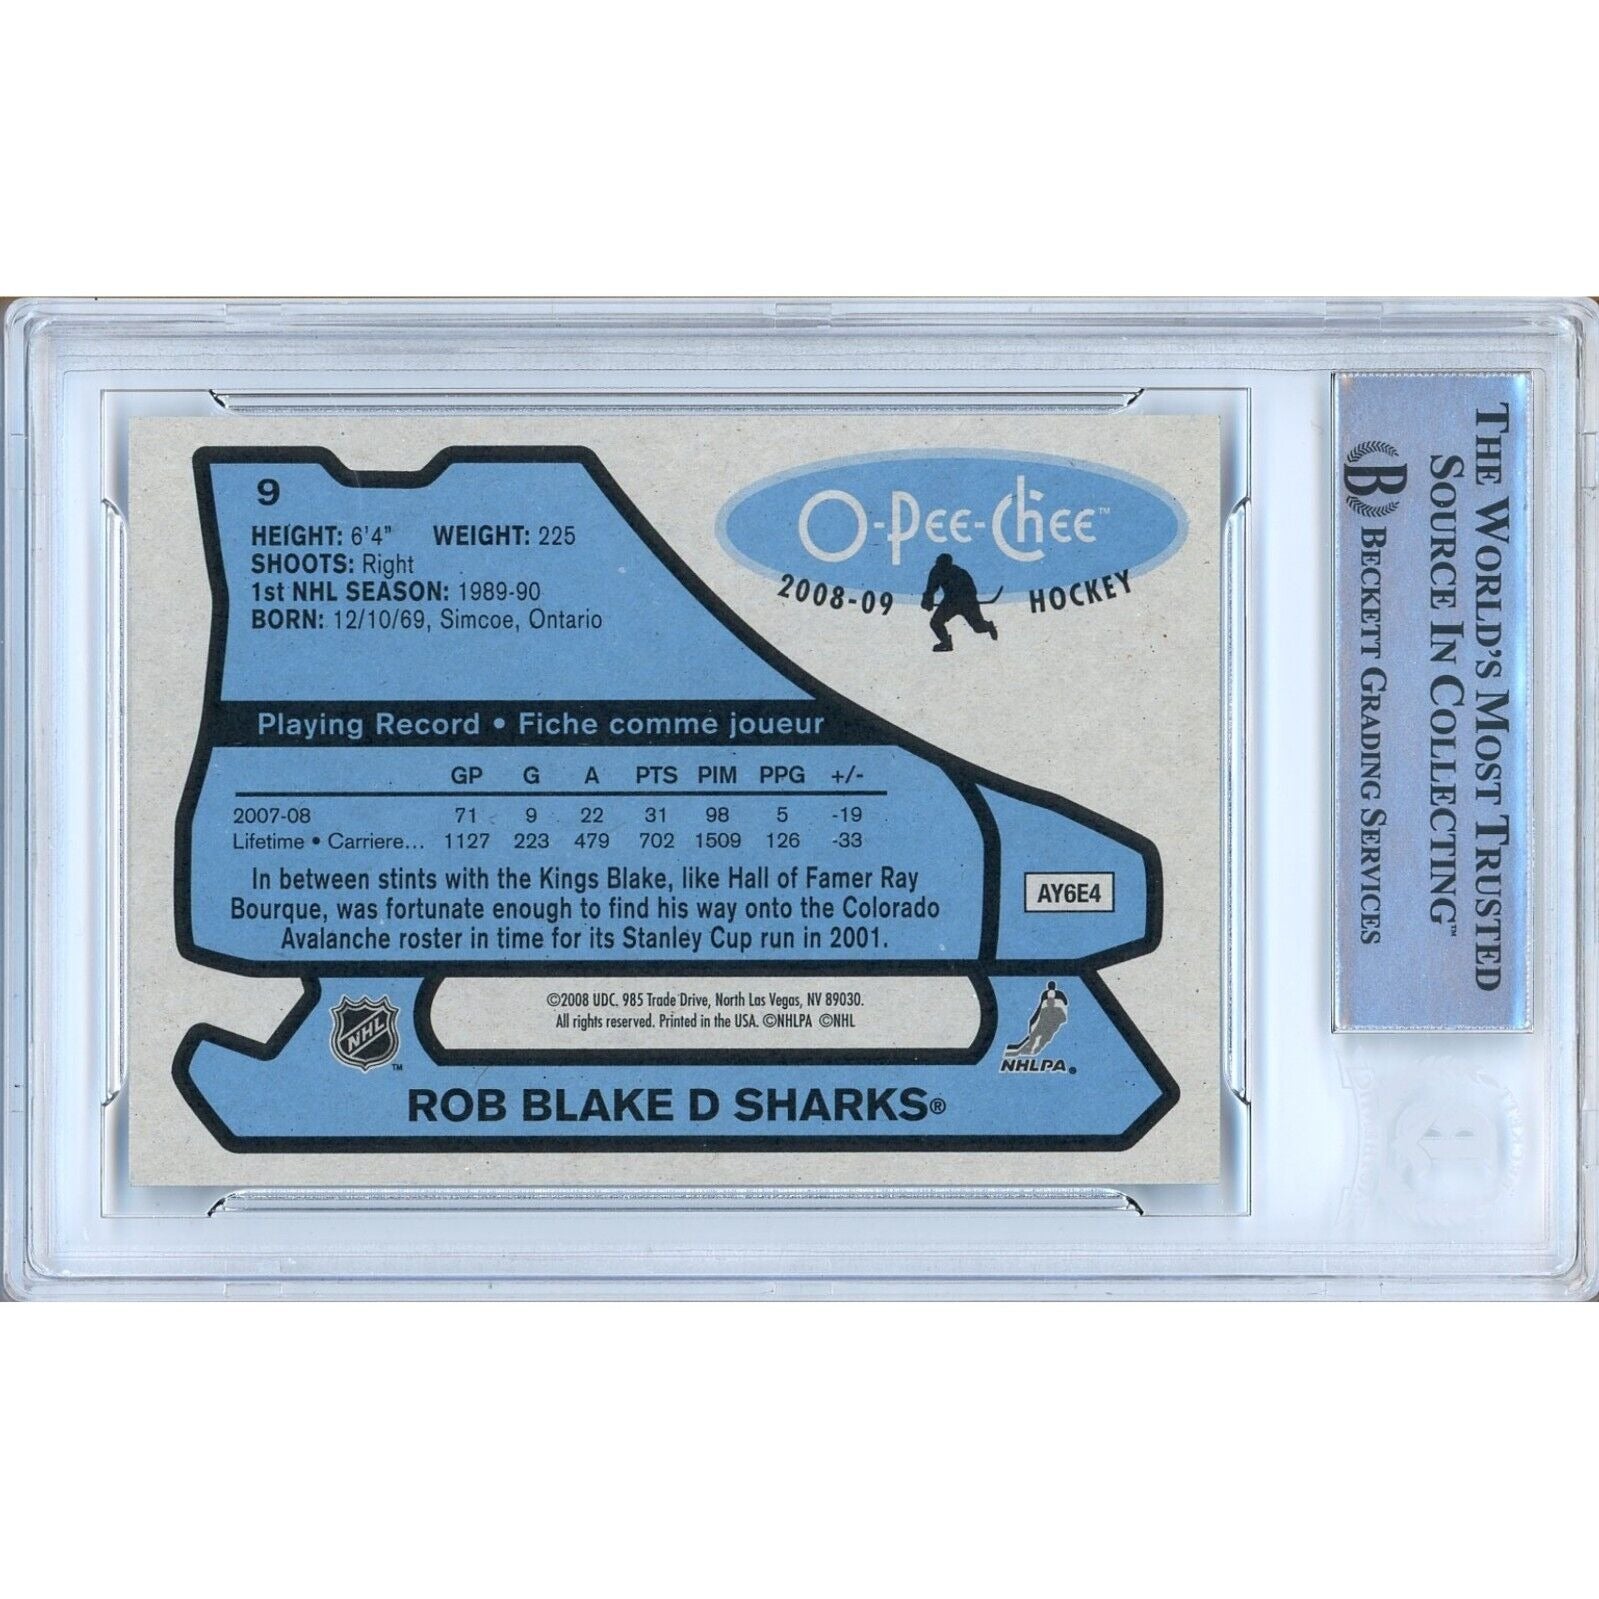 9
HEIGHT: 6'4" WEIGHT: 225
SHOOTS: Right
1st NHL SEASON: 1989-90
BORN: 12/10/69, Simcoe, Ontario
O-Pee-Chee™
2008-09 HOCKEY
Playing Record • Fiche comme joueur
GP G A PTS PIM PPG +/-
2007-08 71 9 22 31 98 5 -19
Lifetime • Carriere... 1127 223 479 702 1509 126 -33
In between stints with the Kings Blake, like Hall of Famer Ray
Bourque, was fortunate enough to find his way onto the Colorado
Avalanche roster in time for its Stanley Cup run in 2001.
AY6E4
©2008 UDC. 985 Trade Drive, North Las Vegas, NV 89030.
All rights reserved. Printed in the USA. ©NHLPA ©NHL
NHL™
NHLPA®
ROB BLAKE D SHARKS®
THE WORLD'S MOST TRUSTED
SOURCE IN COLLECTING™
B BECKETT GRADING SERVICES